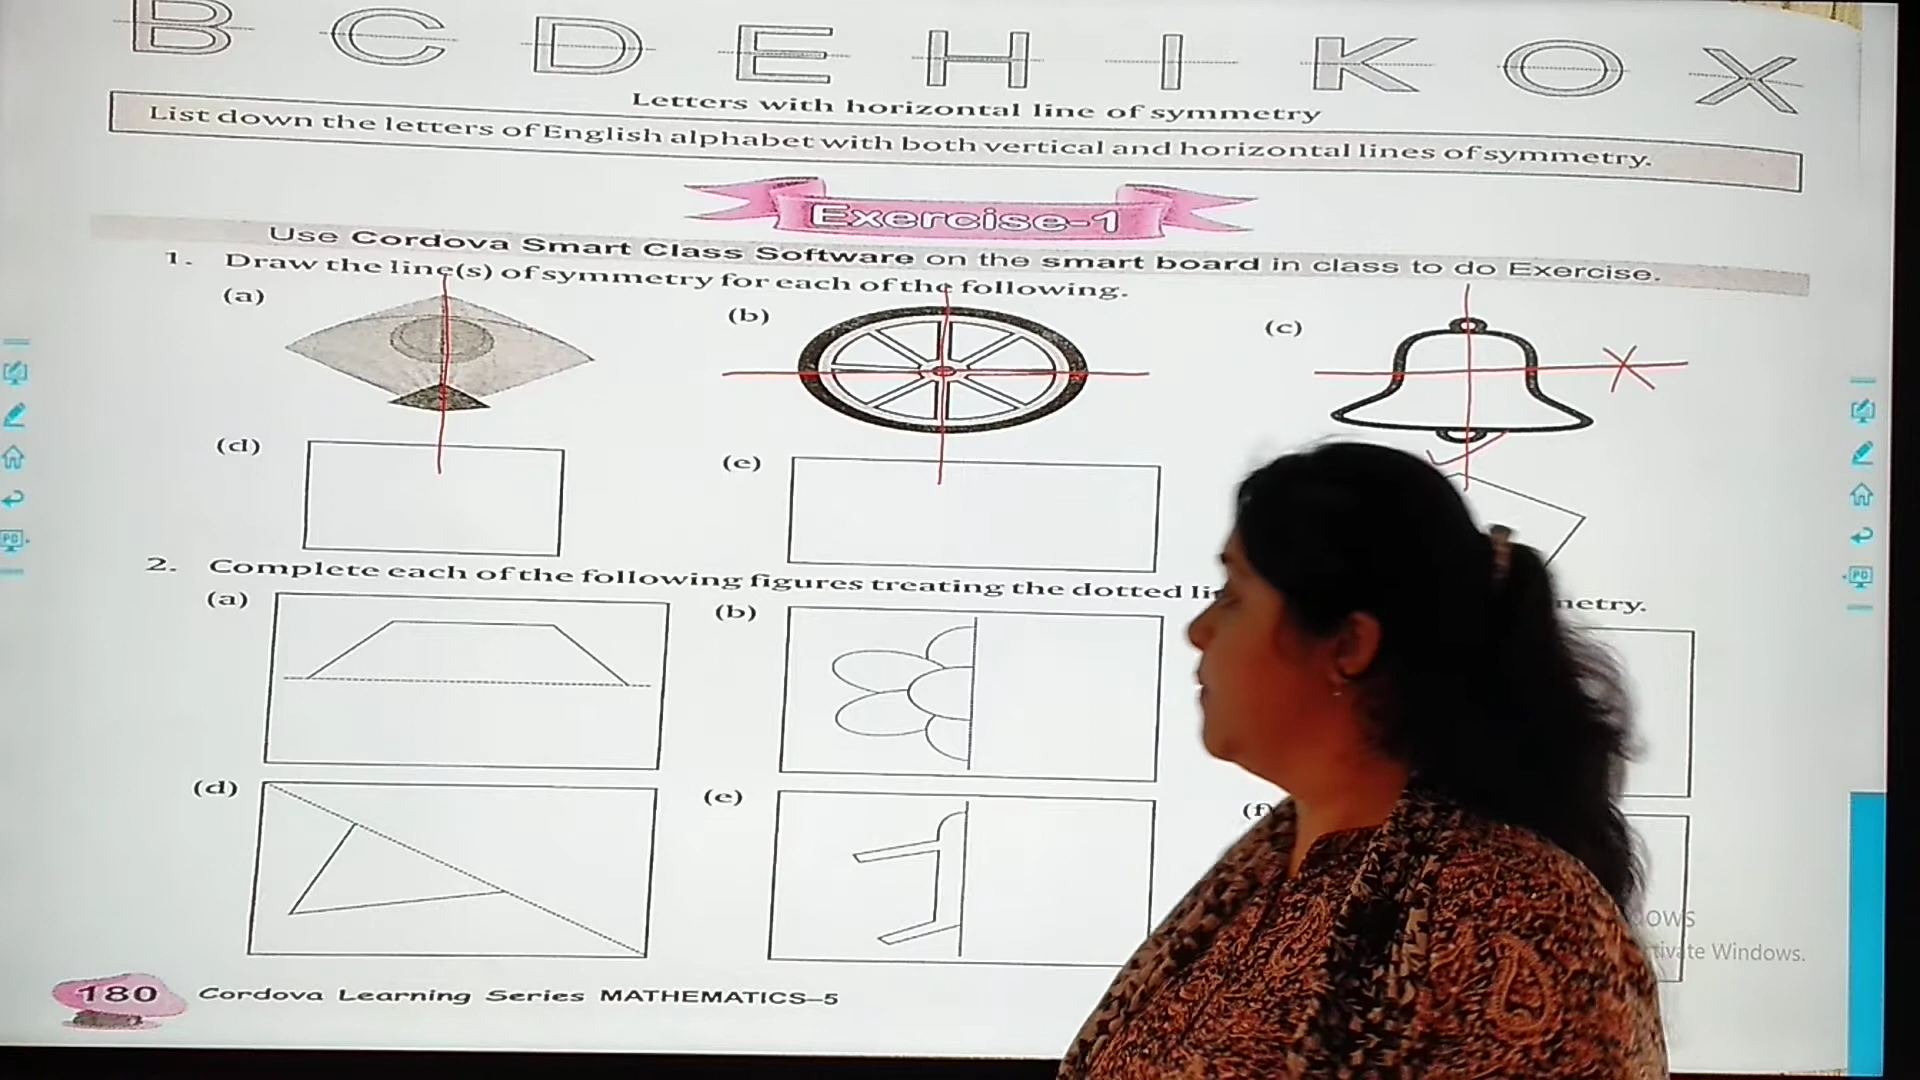 B C D E H I K O X
Letters with horizontal line of symmetry
List down the letters of English alphabet with both vertical and horizontal lines of symmetry.
Exercise-1
Use Cordova Smart Class Software on the smart board in class to do Exercise.
1. Draw the line(s) of symmetry for each of the following.
(a) (b) (c)
(d) (e)
2. Complete each of the following figures treating the dotted metry.
(a) (b)
(d) (e) (f)
dows
tivate Windows.
180 Cordova Learning Series MATHEMATICS–5